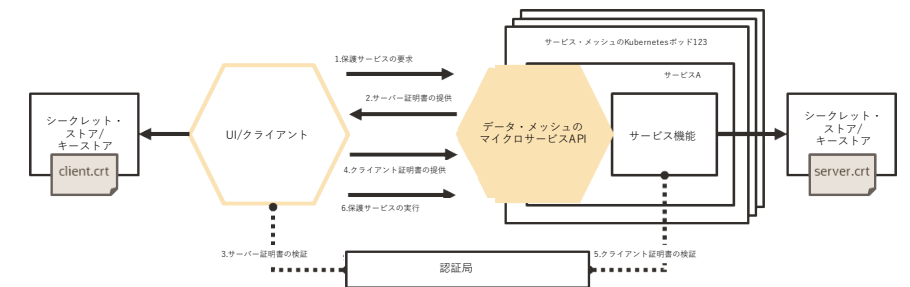 サービス・メッシュのKubernetesポッド123
1.保護サービスの要求
サービスA
2.サーバー証明書の提供
シークレット・
ストア/
キーストア
client.crt
UI/クライアント
データ・メッシュの
マイクロサービスAPI
サービス機能
シークレット・
ストア/
キーストア
server.crt
4.クライアント証明書の提供
6.保護サービスの実行
3.サーバー証明書の検証
5.クライアント証明書の検証
認証局